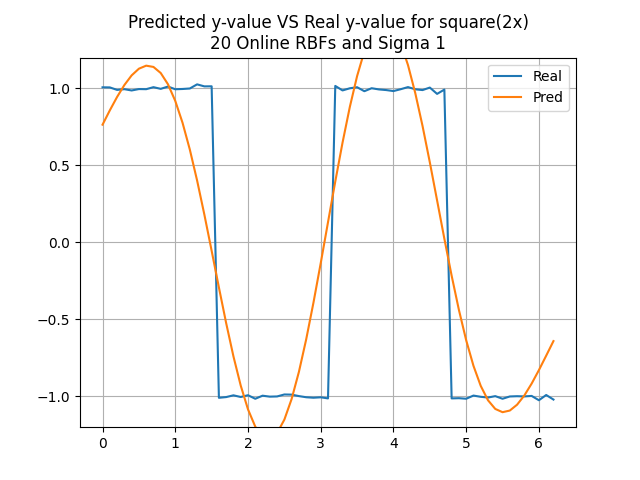 Predicted y-value VS Real y-value for square(2x)
20 Online RBFs and Sigma 1
Real
Pred
1.0
0.5
0.0
−0.5
−1.0
0 1 2 3 4 5 6